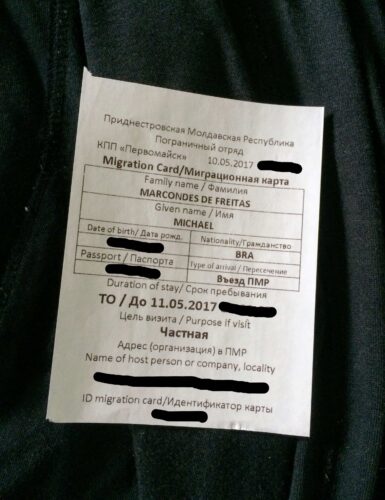 Приднестровская Молдавская Республика
Пограничный отряд
КПП «Первомайск» 10.05.2017
Migration Card/Миграционная карта
Family name / Фамилия
MARCONDES DE FREITAS
Given name / Имя
MICHAEL
Date of birth/ Дата рожд. Nationality/Гражданство
BRA
Passport / Паспорта Type of arrival / Пересечение
Въезд ПМР
Duration of stay/ Срок пребывания
TO / До 11.05.2017
Цель визита / Purpose if visit
Частная
Адрес (организация) в ПМР
Name of host person or company, locality
ID migration card/Идентификатор карты